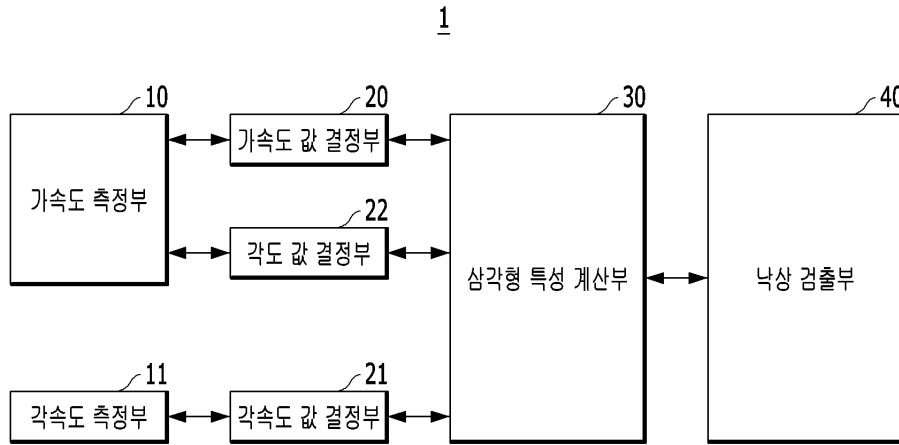 1
10
20
30
40
가속도 측정부
가속도 값 결정부
22
각도 값 결정부
삼각형 특성 계산부
낙상 검출부
11
21
각속도 측정부
각속도 값 결정부